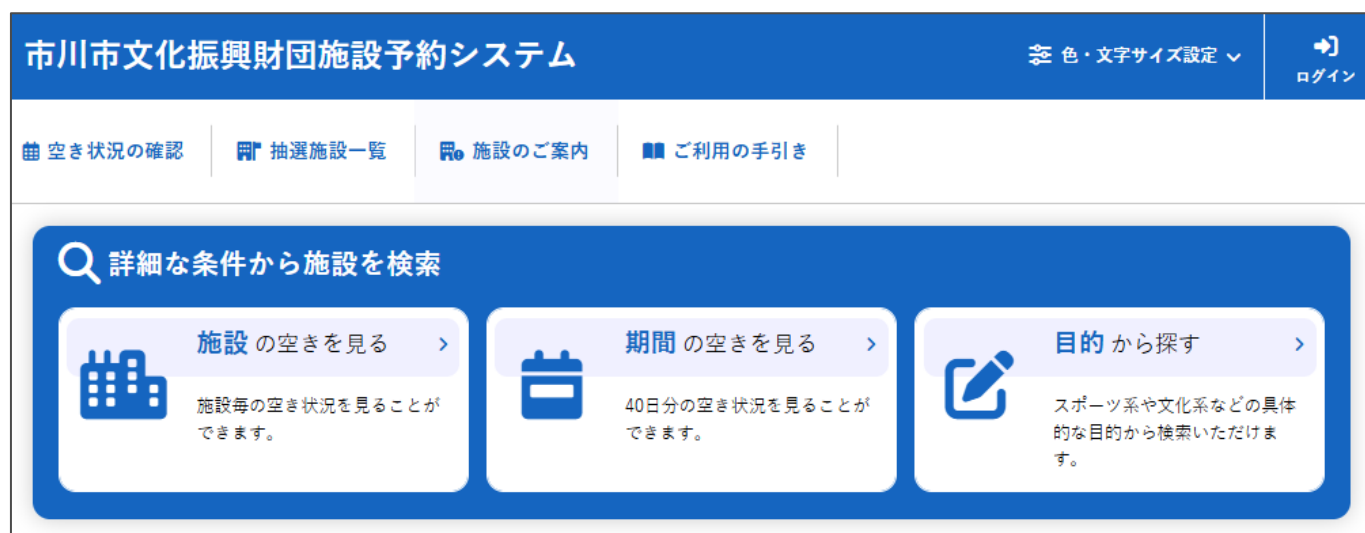 市川市文化振興財団施設予約システム
色・文字サイズ設定
ログイン
空き状況の確認
抽選施設一覧
施設のご案内
ご利用の手引き
詳細な条件から施設を検索
施設 の空きを見る
施設毎の空き状況を見ることが
できます。
期間 の空きを見る
40日分の空き状況を見ることが
できます。
目的 から探す
スポーツ系や文化系などの具体
的な目的から検索いただけま
す。